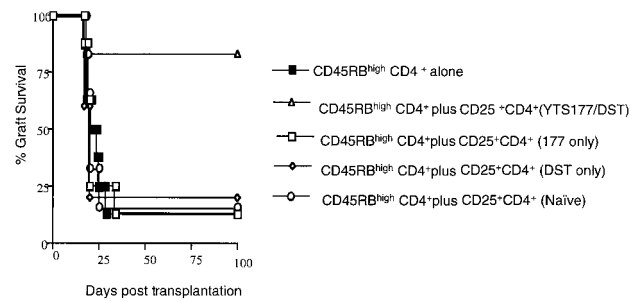 % Graft Survival
100
75
50
25
0
0 25 50 75 100
Days post transplantation
CD45RBhigh CD4 + alone
CD45RBhigh CD4+ plus CD25 +CD4+(YTS177/DST)
CD45RBhigh CD4+plus CD25+CD4+ (177 only)
CD45RBhigh CD4+plus CD25+CD4+ (DST only)
CD45RBhigh CD4+plus CD25+CD4+ (Naïve)